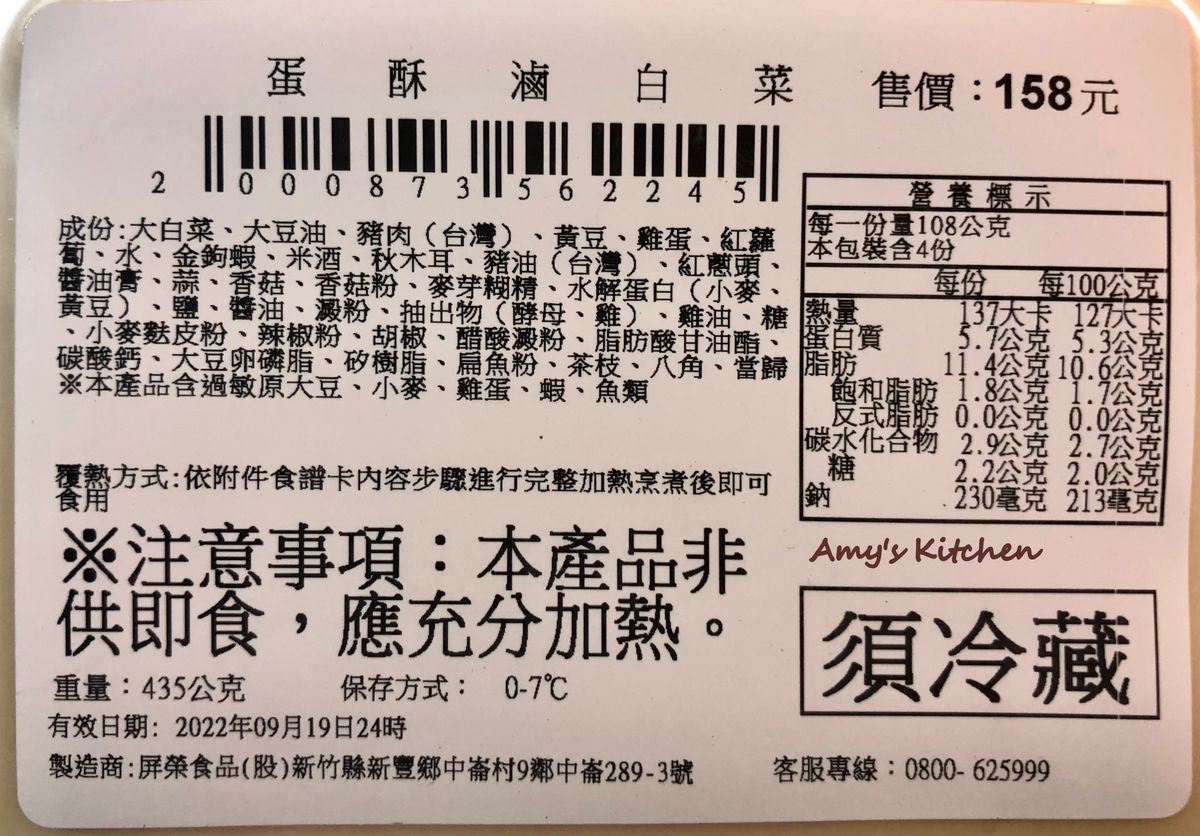 蛋酥滷白菜 售價：158元
2 000873 562245
成份:大白菜、大豆油、豬肉（台灣）、黃豆、雞蛋、紅蘿
蔔、水、金鉤蝦、米酒、秋木耳、豬油（台灣）、紅蔥頭、
醬油膏、蒜、香菇、香菇粉、麥芽糊精、水解蛋白（小麥、
黃豆）、鹽、醬油、澱粉、抽出物（酵母、雞）、雞油、糖
、小麥麩皮粉、辣椒粉、胡椒、醋酸澱粉、脂肪酸甘油酯、
碳酸鈣、大豆卵磷脂、矽樹脂、扁魚粉、茶枝、八角、當歸
※本產品含過敏原大豆、小麥、雞蛋、蝦、魚類
覆熱方式:依附件食譜卡內容步驟進行完整加熱烹煮後即可
食用
※注意事項：本產品非
供即食，應充分加熱。
重量：435公克 保存方式： 0-7℃
有效日期: 2022年09月19日24時
製造商:屏榮食品(股)新竹縣新豐鄉中崙村9鄰中崙289-3號
營養標示
每一份量108公克
本包裝含4份
每份 每100公克
熱量 137大卡 127大卡
蛋白質 5.7公克 5.3公克
脂肪 11.4公克 10.6公克
飽和脂肪 1.8公克 1.7公克
反式脂肪 0.0公克 0.0公克
碳水化合物 2.9公克 2.7公克
糖 2.2公克 2.0公克
鈉 230毫克 213毫克
Amy's Kitchen
須冷藏
客服專線：0800- 625999